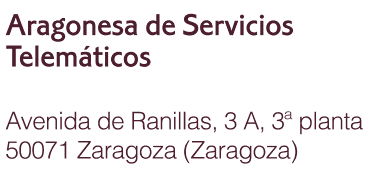 Aragonesa de Servicios
Telemáticos
Avenida de Ranillas, 3 A, 3ª planta
50071 Zaragoza (Zaragoza)